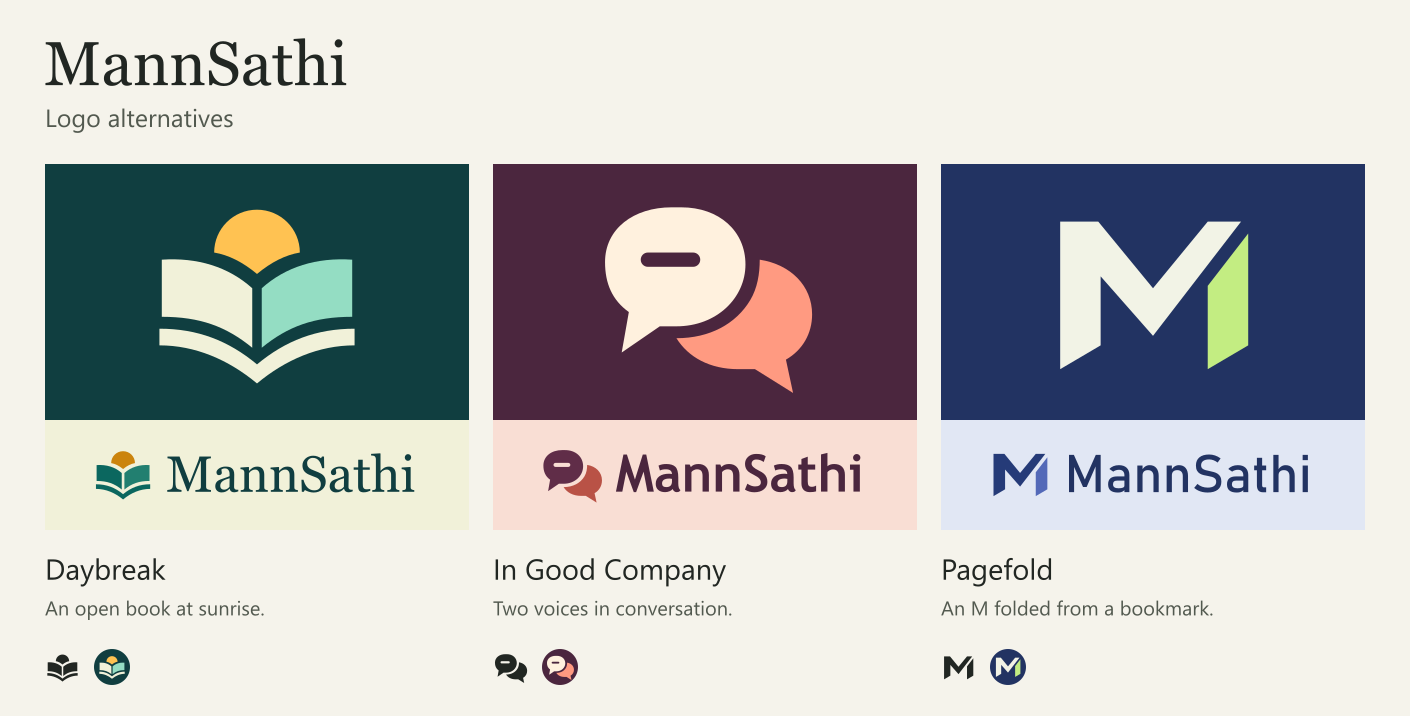 MannSathi
Logo alternatives
MannSathi
MannSathi
MannSathi
Daybreak
In Good Company
Pagefold
An open book at sunrise.
Two voices in conversation.
An M folded from a bookmark.